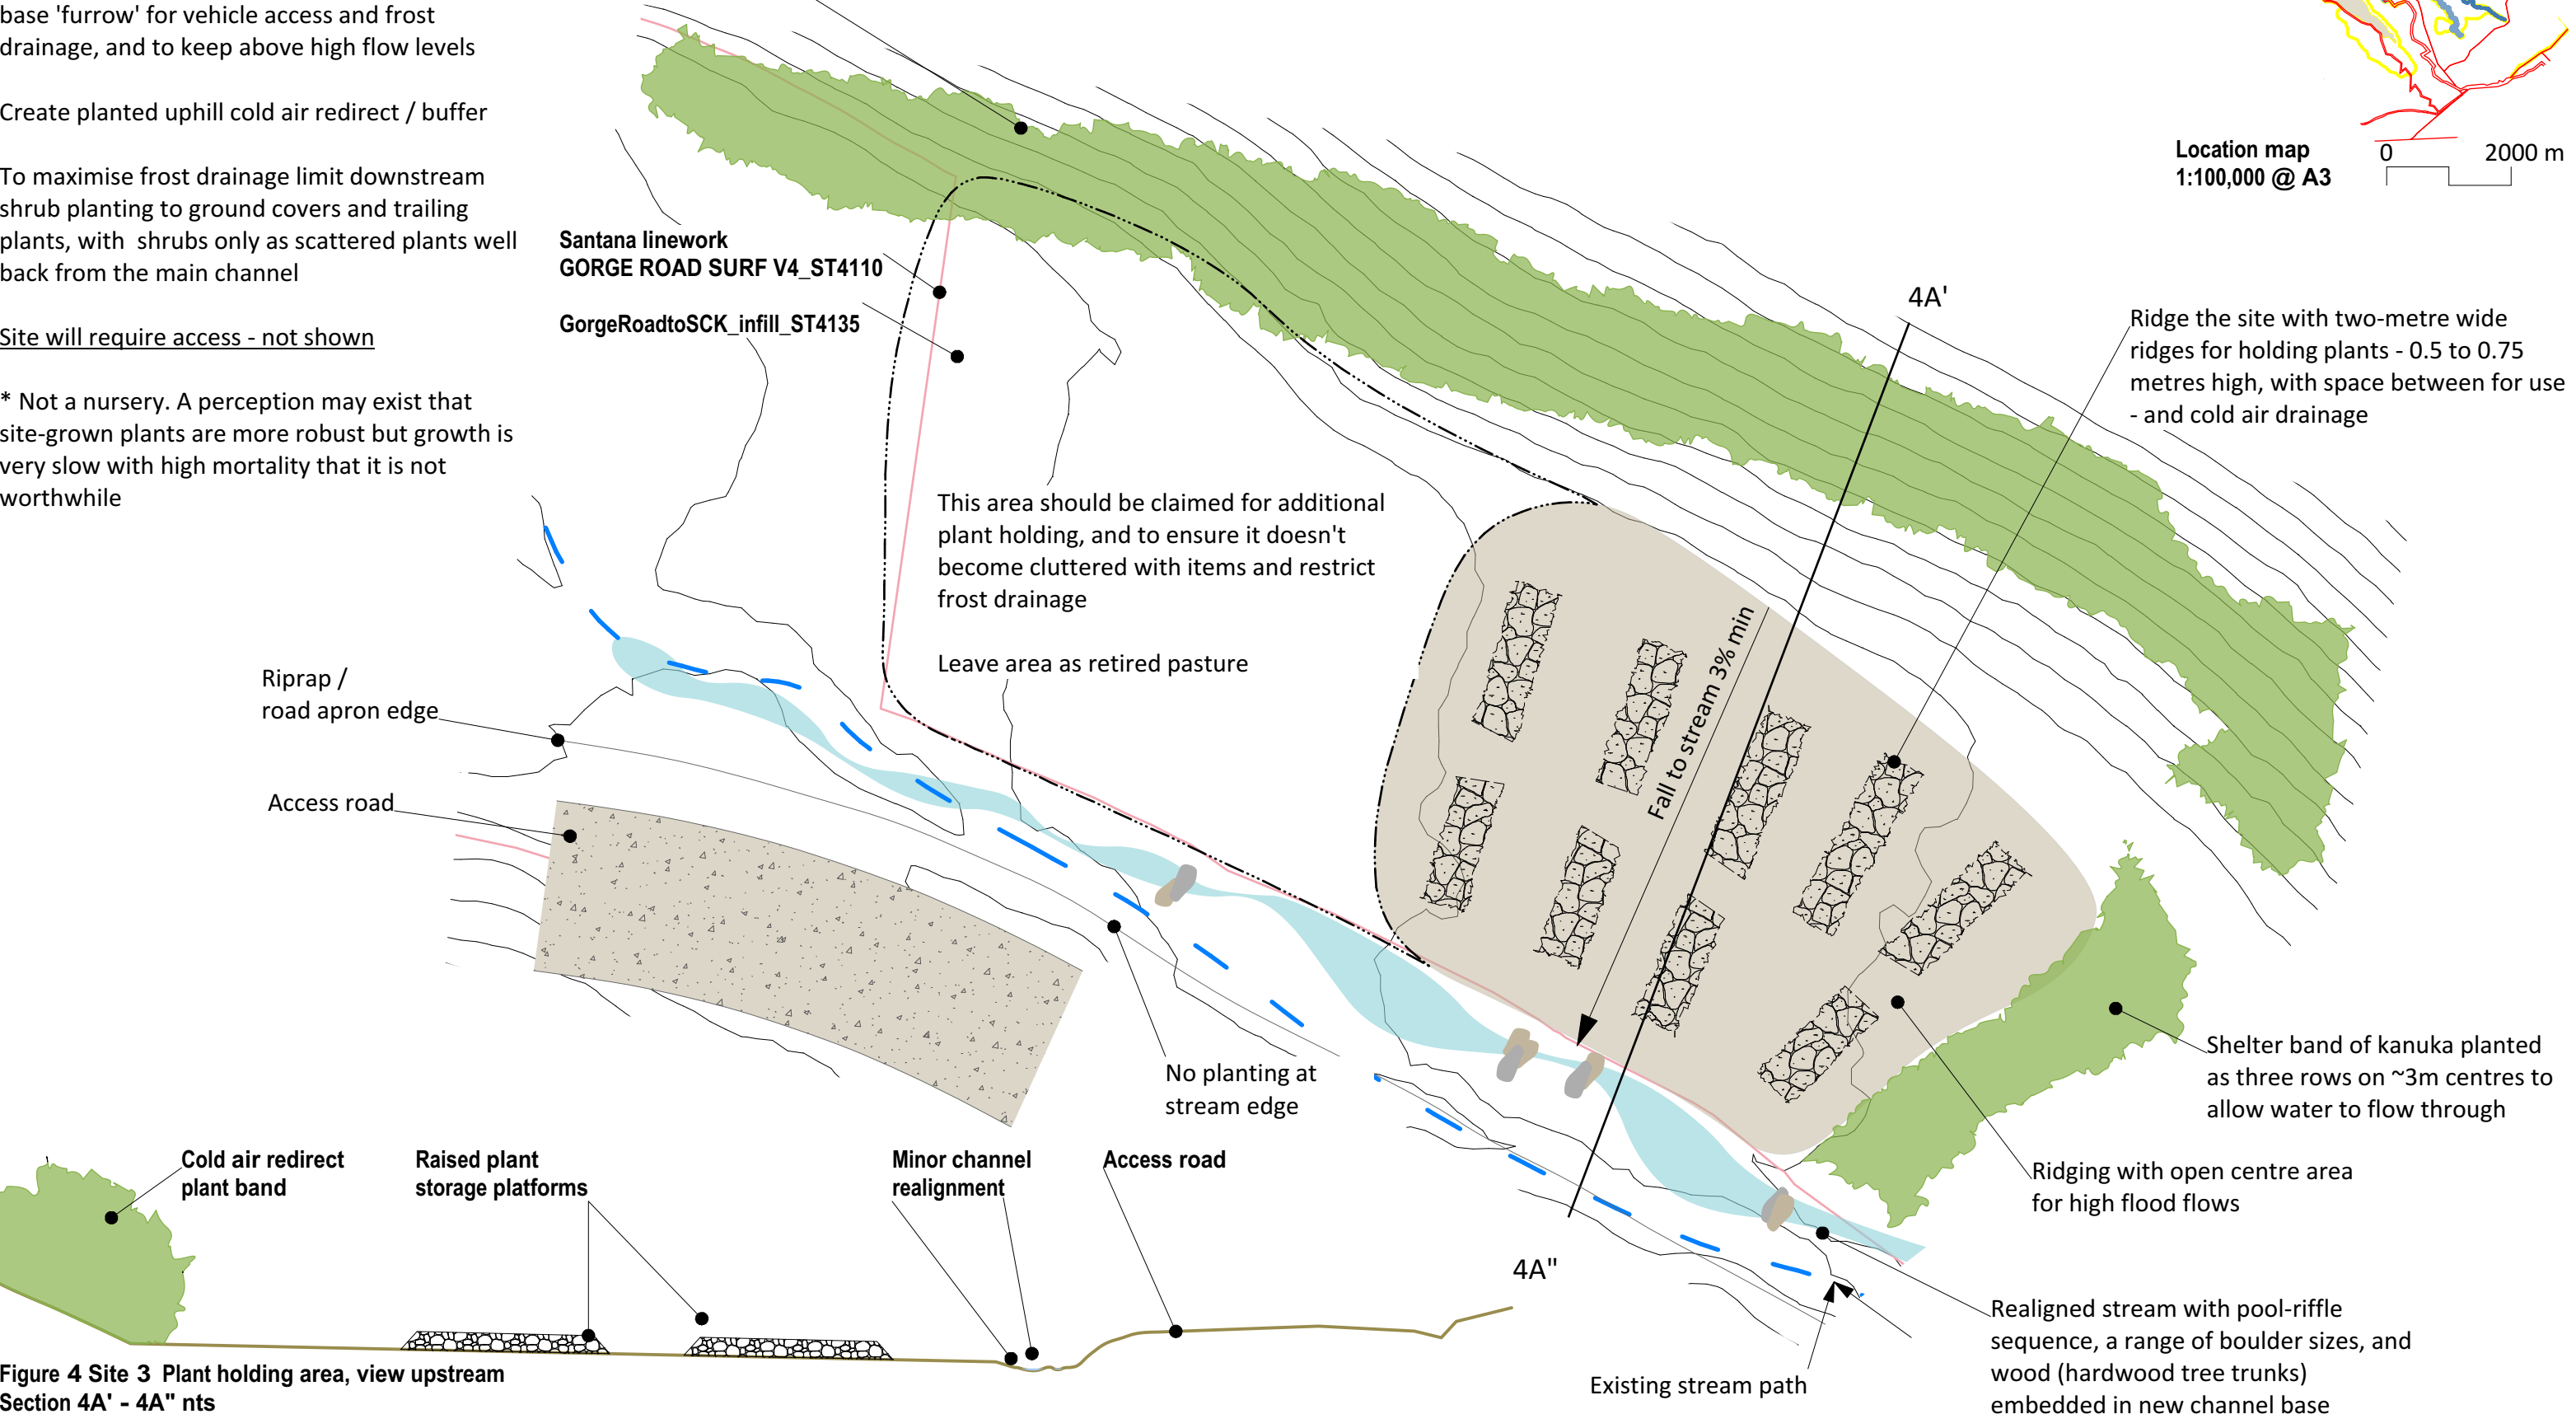 base 'furrow' for vehicle access and frost
drainage, and to keep above high flow levels
Create planted uphill cold air redirect / buffer
To maximise frost drainage limit downstream
shrub planting to ground covers and trailing
plants, with  shrubs only as scattered plants well
back from the main channel
Site will require access - not shown
* Not a nursery. A perception may exist that
site-grown plants are more robust but growth is
very slow with high mortality that it is not
worthwhile
Santana linework
GORGE ROAD SURF V4_ST4110
GorgeRoadtoSCK_infill_ST4135
Location map
1:100,000 @ A3
0
2000 m
4A'
Ridge the site with two-metre wide
ridges for holding plants - 0.5 to 0.75
metres high, with space between for use
- and cold air drainage
This area should be claimed for additional
plant holding, and to ensure it doesn't
become cluttered with items and restrict
frost drainage
Leave area as retired pasture
Fall to stream 3% min
Riprap /
road apron edge
Access road
No planting at
stream edge
Shelter band of kanuka planted
as three rows on ~3m centres to
allow water to flow through
Ridging with open centre area
for high flood flows
4A"
Realigned stream with pool-riffle
sequence, a range of boulder sizes, and
wood (hardwood tree trunks)
embedded in new channel base
Existing stream path
Cold air redirect
plant band
Raised plant
storage platforms
Minor channel
realignment
Access road
Figure 4 Site 3  Plant holding area, view upstream
Section 4A' - 4A" nts